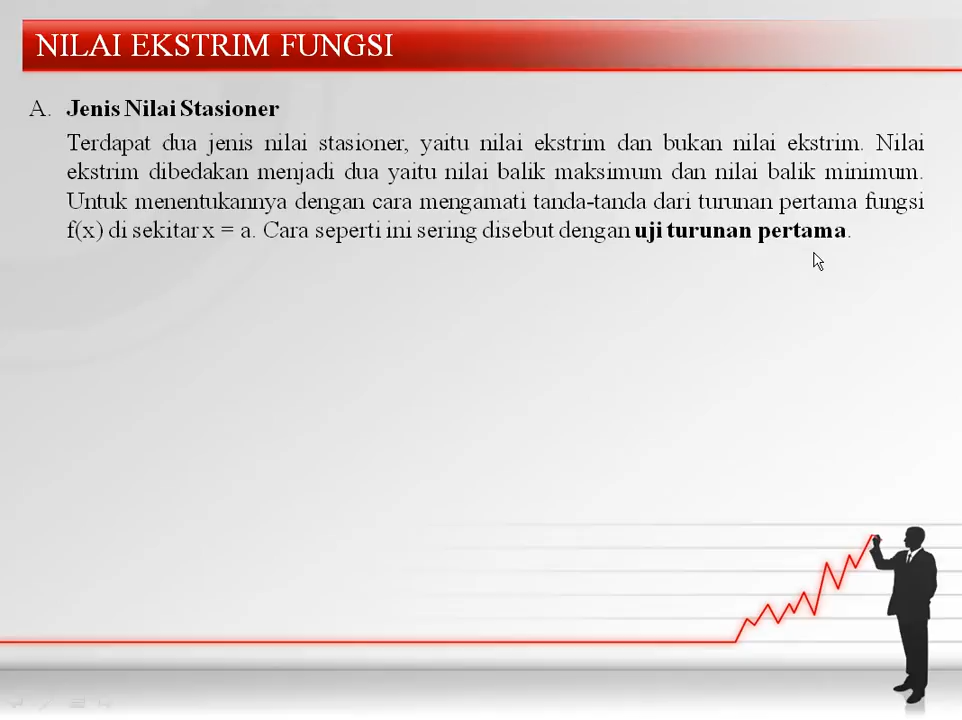 NILAI EKSTRIM FUNGSI
A. Jenis Nilai Stasioner
Terdapat dua jenis nilai stasioner, yaitu nilai ekstrim dan bukan nilai ekstrim. Nilai
ekstrim dibedakan menjadi dua yaitu nilai balik maksimum dan nilai balik minimum.
Untuk menentukannya dengan cara mengamati tanda-tanda dari turunan pertama fungsi
f(x) di sekitar x = a. Cara seperti ini sering disebut dengan uji turunan pertama.